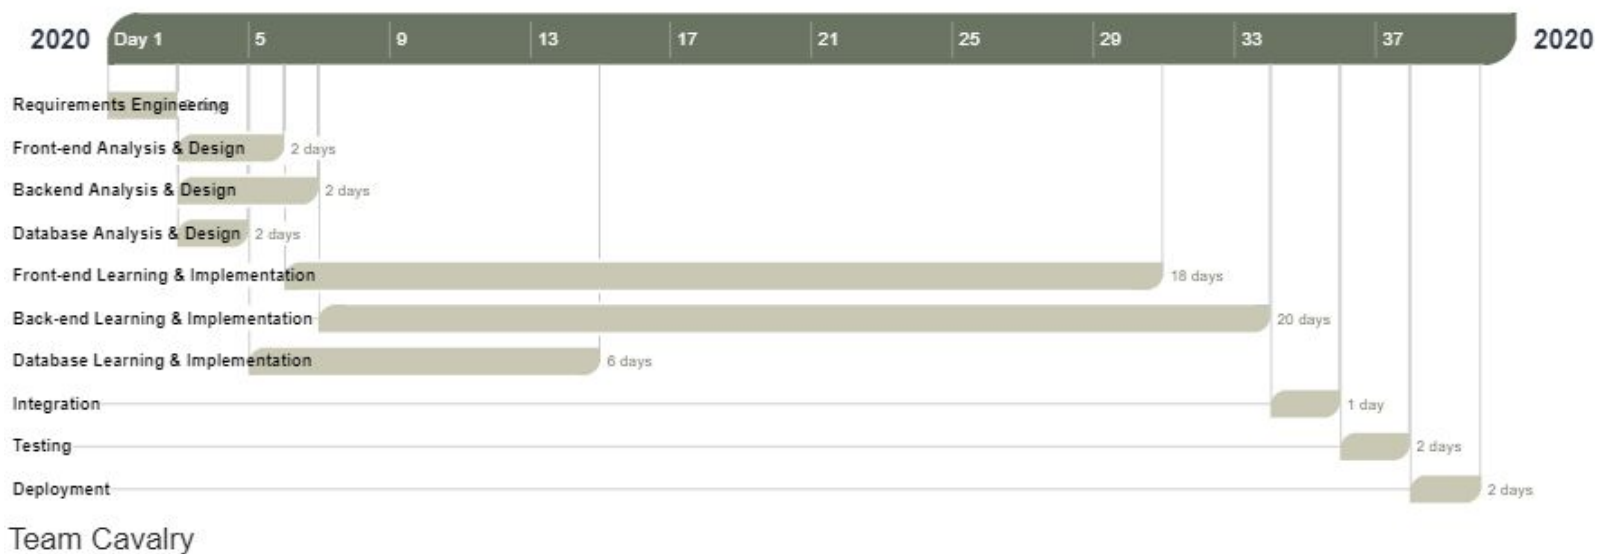 2020 Day 1 5 9 13 17 21 25 29 33 37 2020
Requirements Engineering
Front-end Analysis & Design 2 days
Backend Analysis & Design 2 days
Database Analysis & Design 2 days
Front-end Learning & Implementation 18 days
Back-end Learning & Implementation 20 days
Database Learning & Implementation 6 days
Integration 1 day
Testing 2 days
Deployment 2 days
Team Cavalry